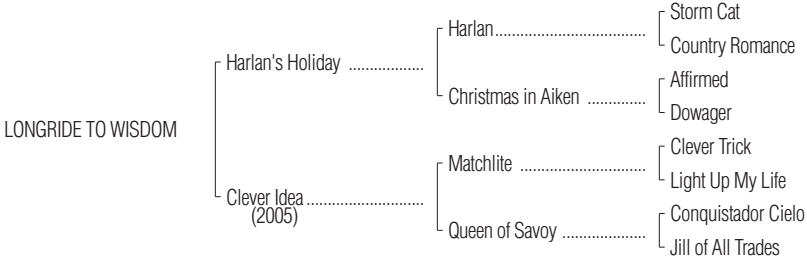 Storm Cat
Harlan......................................
Country Romance
Harlan's Holiday ..................
Affirmed
Christmas in Aiken ..............
Dowager
LONGRIDE TO WISDOM
Clever Trick
Matchlite ..............................
Light Up My Life
Clever Idea............................
(2005)
Conquistador Cielo
Queen of Savoy ....................
Jill of All Trades